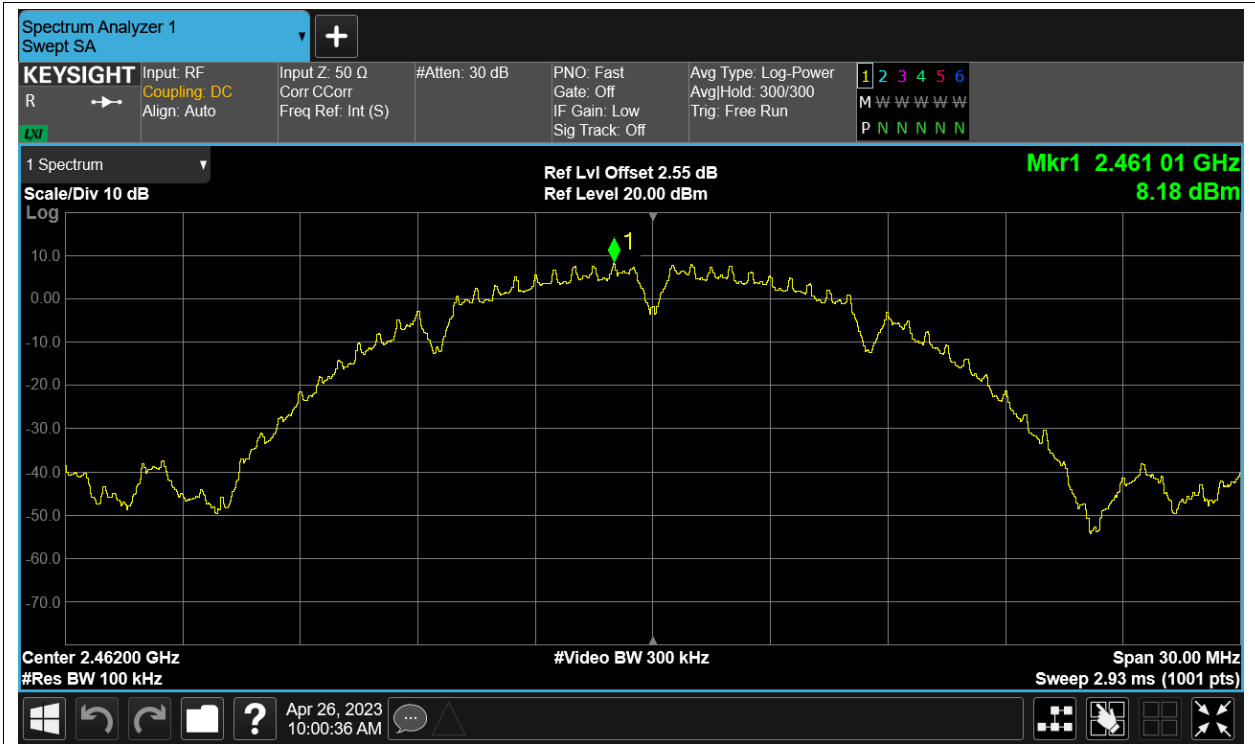 Spectrum Analyzer 1
Swept SA
KEYSIGHT
R
LXI
Input: RF
Coupling: DC
Align: Auto
Input Z: 50 Ω
Corr CCorr
Freq Ref: Int (S)
#Atten: 30 dB
PNO: Fast
Gate: Off
IF Gain: Low
Sig Track: Off
Avg Type: Log-Power
Avg|Hold: 300/300
Trig: Free Run
1 2 3 4 5 6
M W W W W W
P N N N N N
1 Spectrum
Scale/Div 10 dB
Log
Ref Lvl Offset 2.55 dB
Ref Level 20.00 dBm
Mkr1 2.461 01 GHz
8.18 dBm
1
10.0
0.00
-10.0
-20.0
-30.0
-40.0
-50.0
-60.0
-70.0
Center 2.46200 GHz
#Res BW 100 kHz
#Video BW 300 kHz
Span 30.00 MHz
Sweep 2.93 ms (1001 pts)
?
Apr 26, 2023
10:00:36 AM